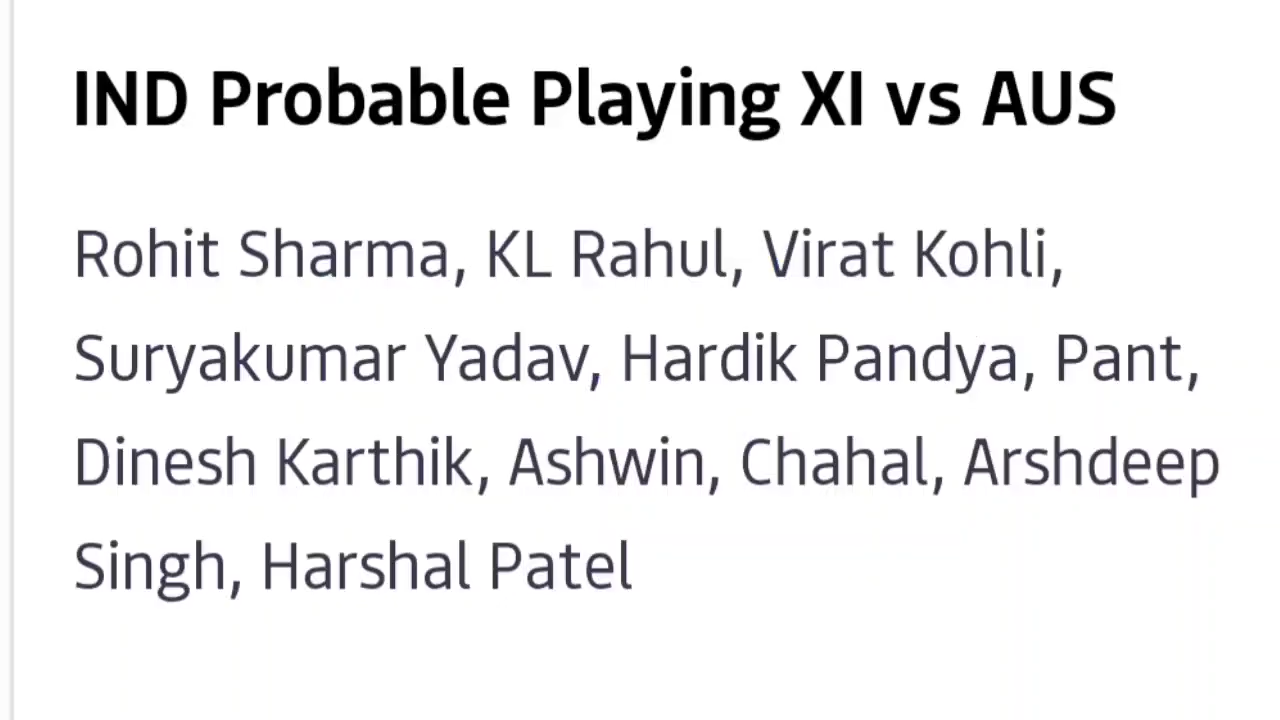 IND Probable Playing XI vs AUS
Rohit Sharma, KL Rahul, Virat Kohli,
Suryakumar Yadav, Hardik Pandya, Pant,
Dinesh Karthik, Ashwin, Chahal, Arshdeep
Singh, Harshal Patel